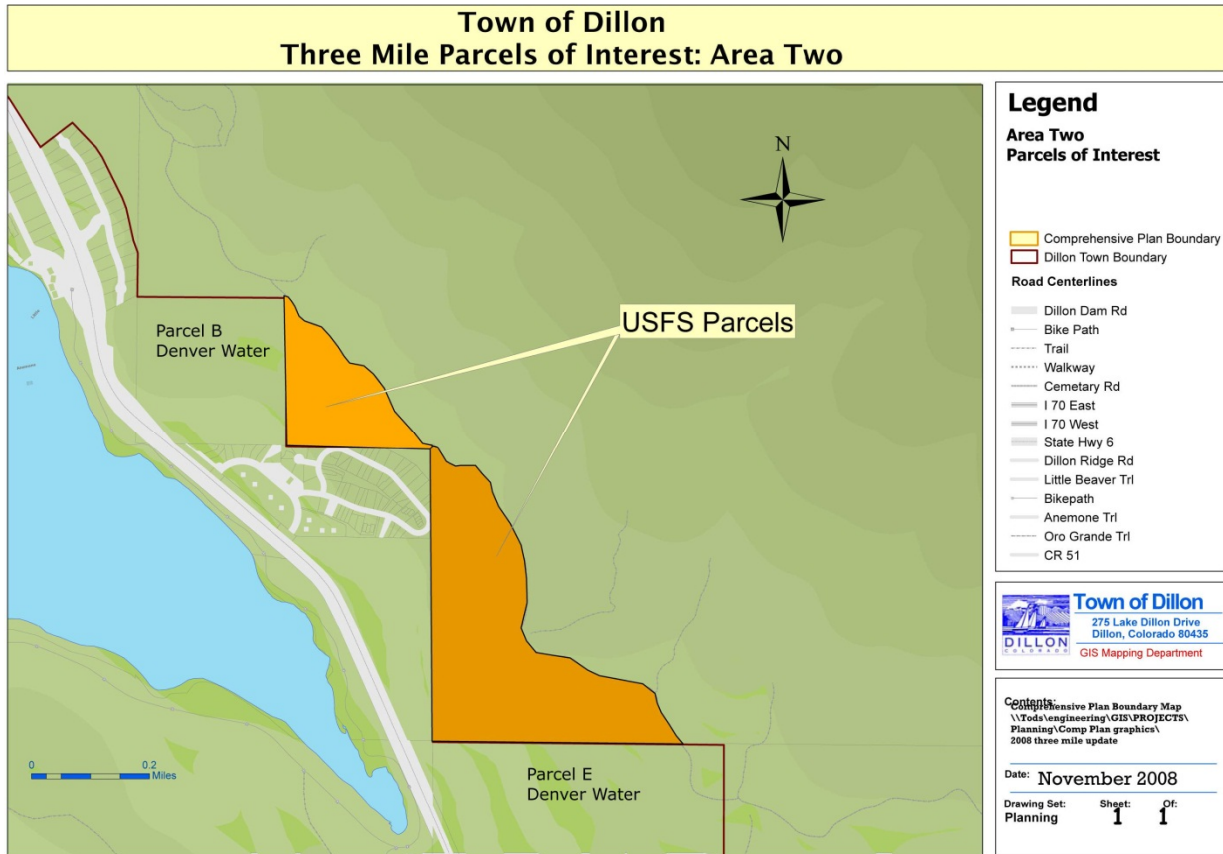 Town of Dillon
Three Mile Parcels of Interest: Area Two
N
USFS Parcels
Parcel B
Denver Water
Parcel E
Denver Water
0
0.2
Miles
Legend
Area Two
Parcels of Interest
Comprehensive Plan Boundary
Dillon Town Boundary
Road Centerlines
Dillon Dam Rd
Bike Path
Trail
Walkway
Cemetary Rd
I 70 East
I 70 West
State Hwy 6
Dillon Ridge Rd
Little Beaver Trl
Bikepath
Anemone Trl
Oro Grande Trl
CR 51
DILLON
COLORADO
Town of Dillon
275 Lake Dillon Drive
Dillon, Colorado 80435
GIS Mapping Department
Contents:
Comprehensive Plan Boundary Map
\\Tods\engineering\GIS\PROJECTS\
Planning\Comp Plan graphics\
2008 three mile update
Date: November 2008
Drawing Set: Sheet: Of:
Planning 1 1